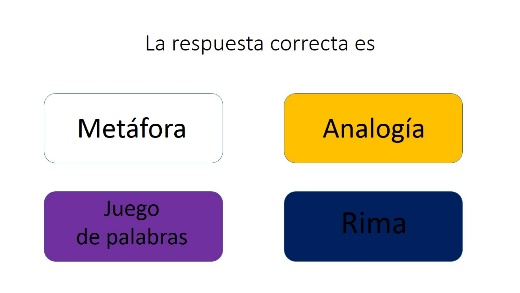 La respuesta correcta es
Metáfora
Analogía
Juego
de palabras
Rima